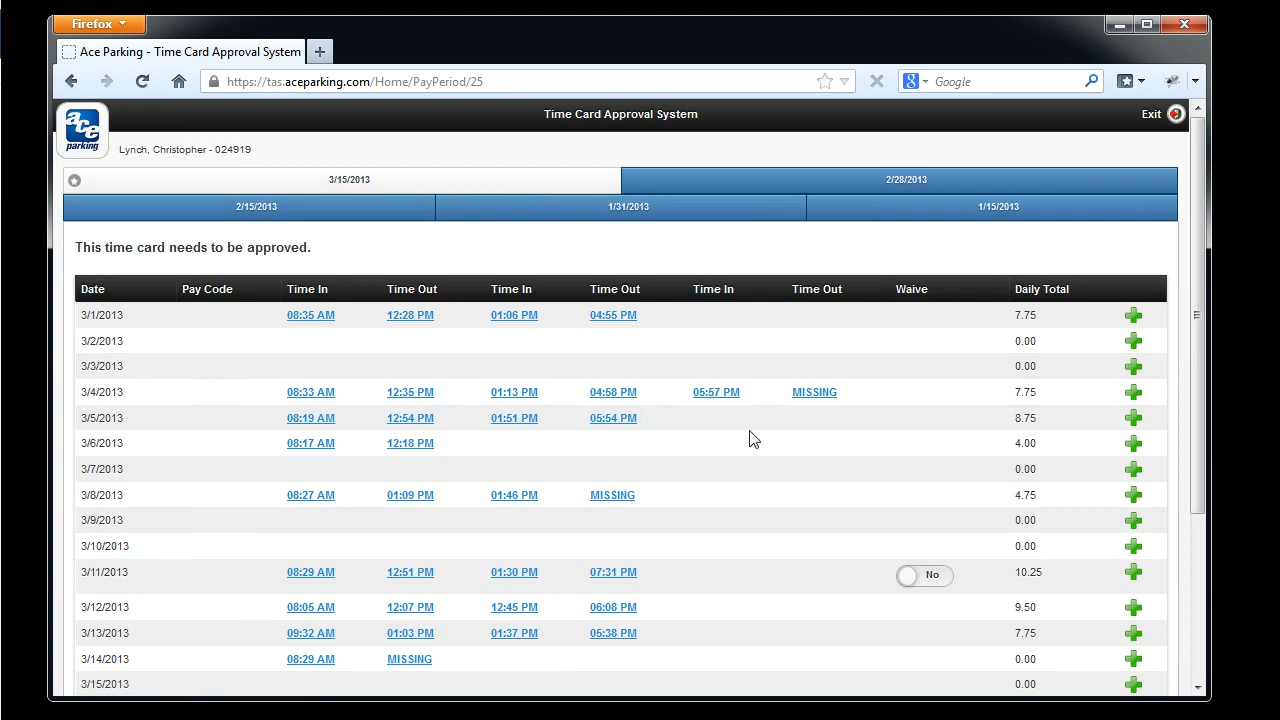 Firefox
Ace Parking - Time Card Approval System
https://tas.aceparking.com/Home/PayPeriod/25
Google
Time Card Approval System
Exit
ace parking
Lynch, Christopher - 024919
3/15/2013 2/28/2013
2/15/2013 1/31/2013 1/15/2013
This time card needs to be approved.
Date Pay Code Time In Time Out Time In Time Out Time In Time Out Waive Daily Total
3/1/2013 08:35 AM 12:28 PM 01:06 PM 04:55 PM 7.75
3/2/2013 0.00
3/3/2013 0.00
3/4/2013 08:33 AM 12:35 PM 01:13 PM 04:58 PM 05:57 PM MISSING 7.75
3/5/2013 08:19 AM 12:54 PM 01:51 PM 05:54 PM 8.75
3/6/2013 08:17 AM 12:18 PM 4.00
3/7/2013 0.00
3/8/2013 08:27 AM 01:09 PM 01:46 PM MISSING 4.75
3/9/2013 0.00
3/10/2013 0.00
3/11/2013 08:29 AM 12:51 PM 01:30 PM 07:31 PM No 10.25
3/12/2013 08:05 AM 12:07 PM 12:45 PM 06:08 PM 9.50
3/13/2013 09:32 AM 01:03 PM 01:37 PM 05:38 PM 7.75
3/14/2013 08:29 AM MISSING 0.00
3/15/2013 0.00